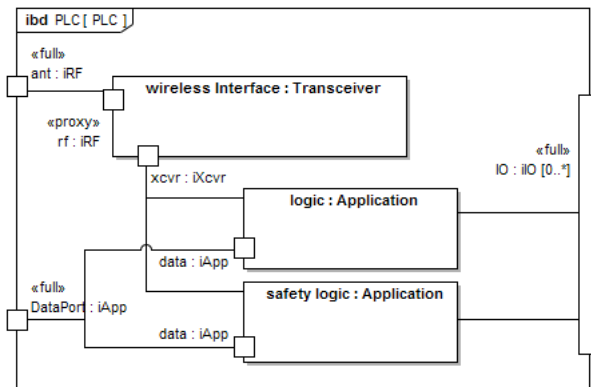 ibd PLC[ PLC ]
«full»
ant : iRF
wireless Interface : Transceiver
«proxy»
rf : iRF
«full»
IO : iIO [0..*]
xcvr : iXcvr
logic : Application
data : iApp
«full»
DataPort : iApp
safety logic : Application
data : iApp